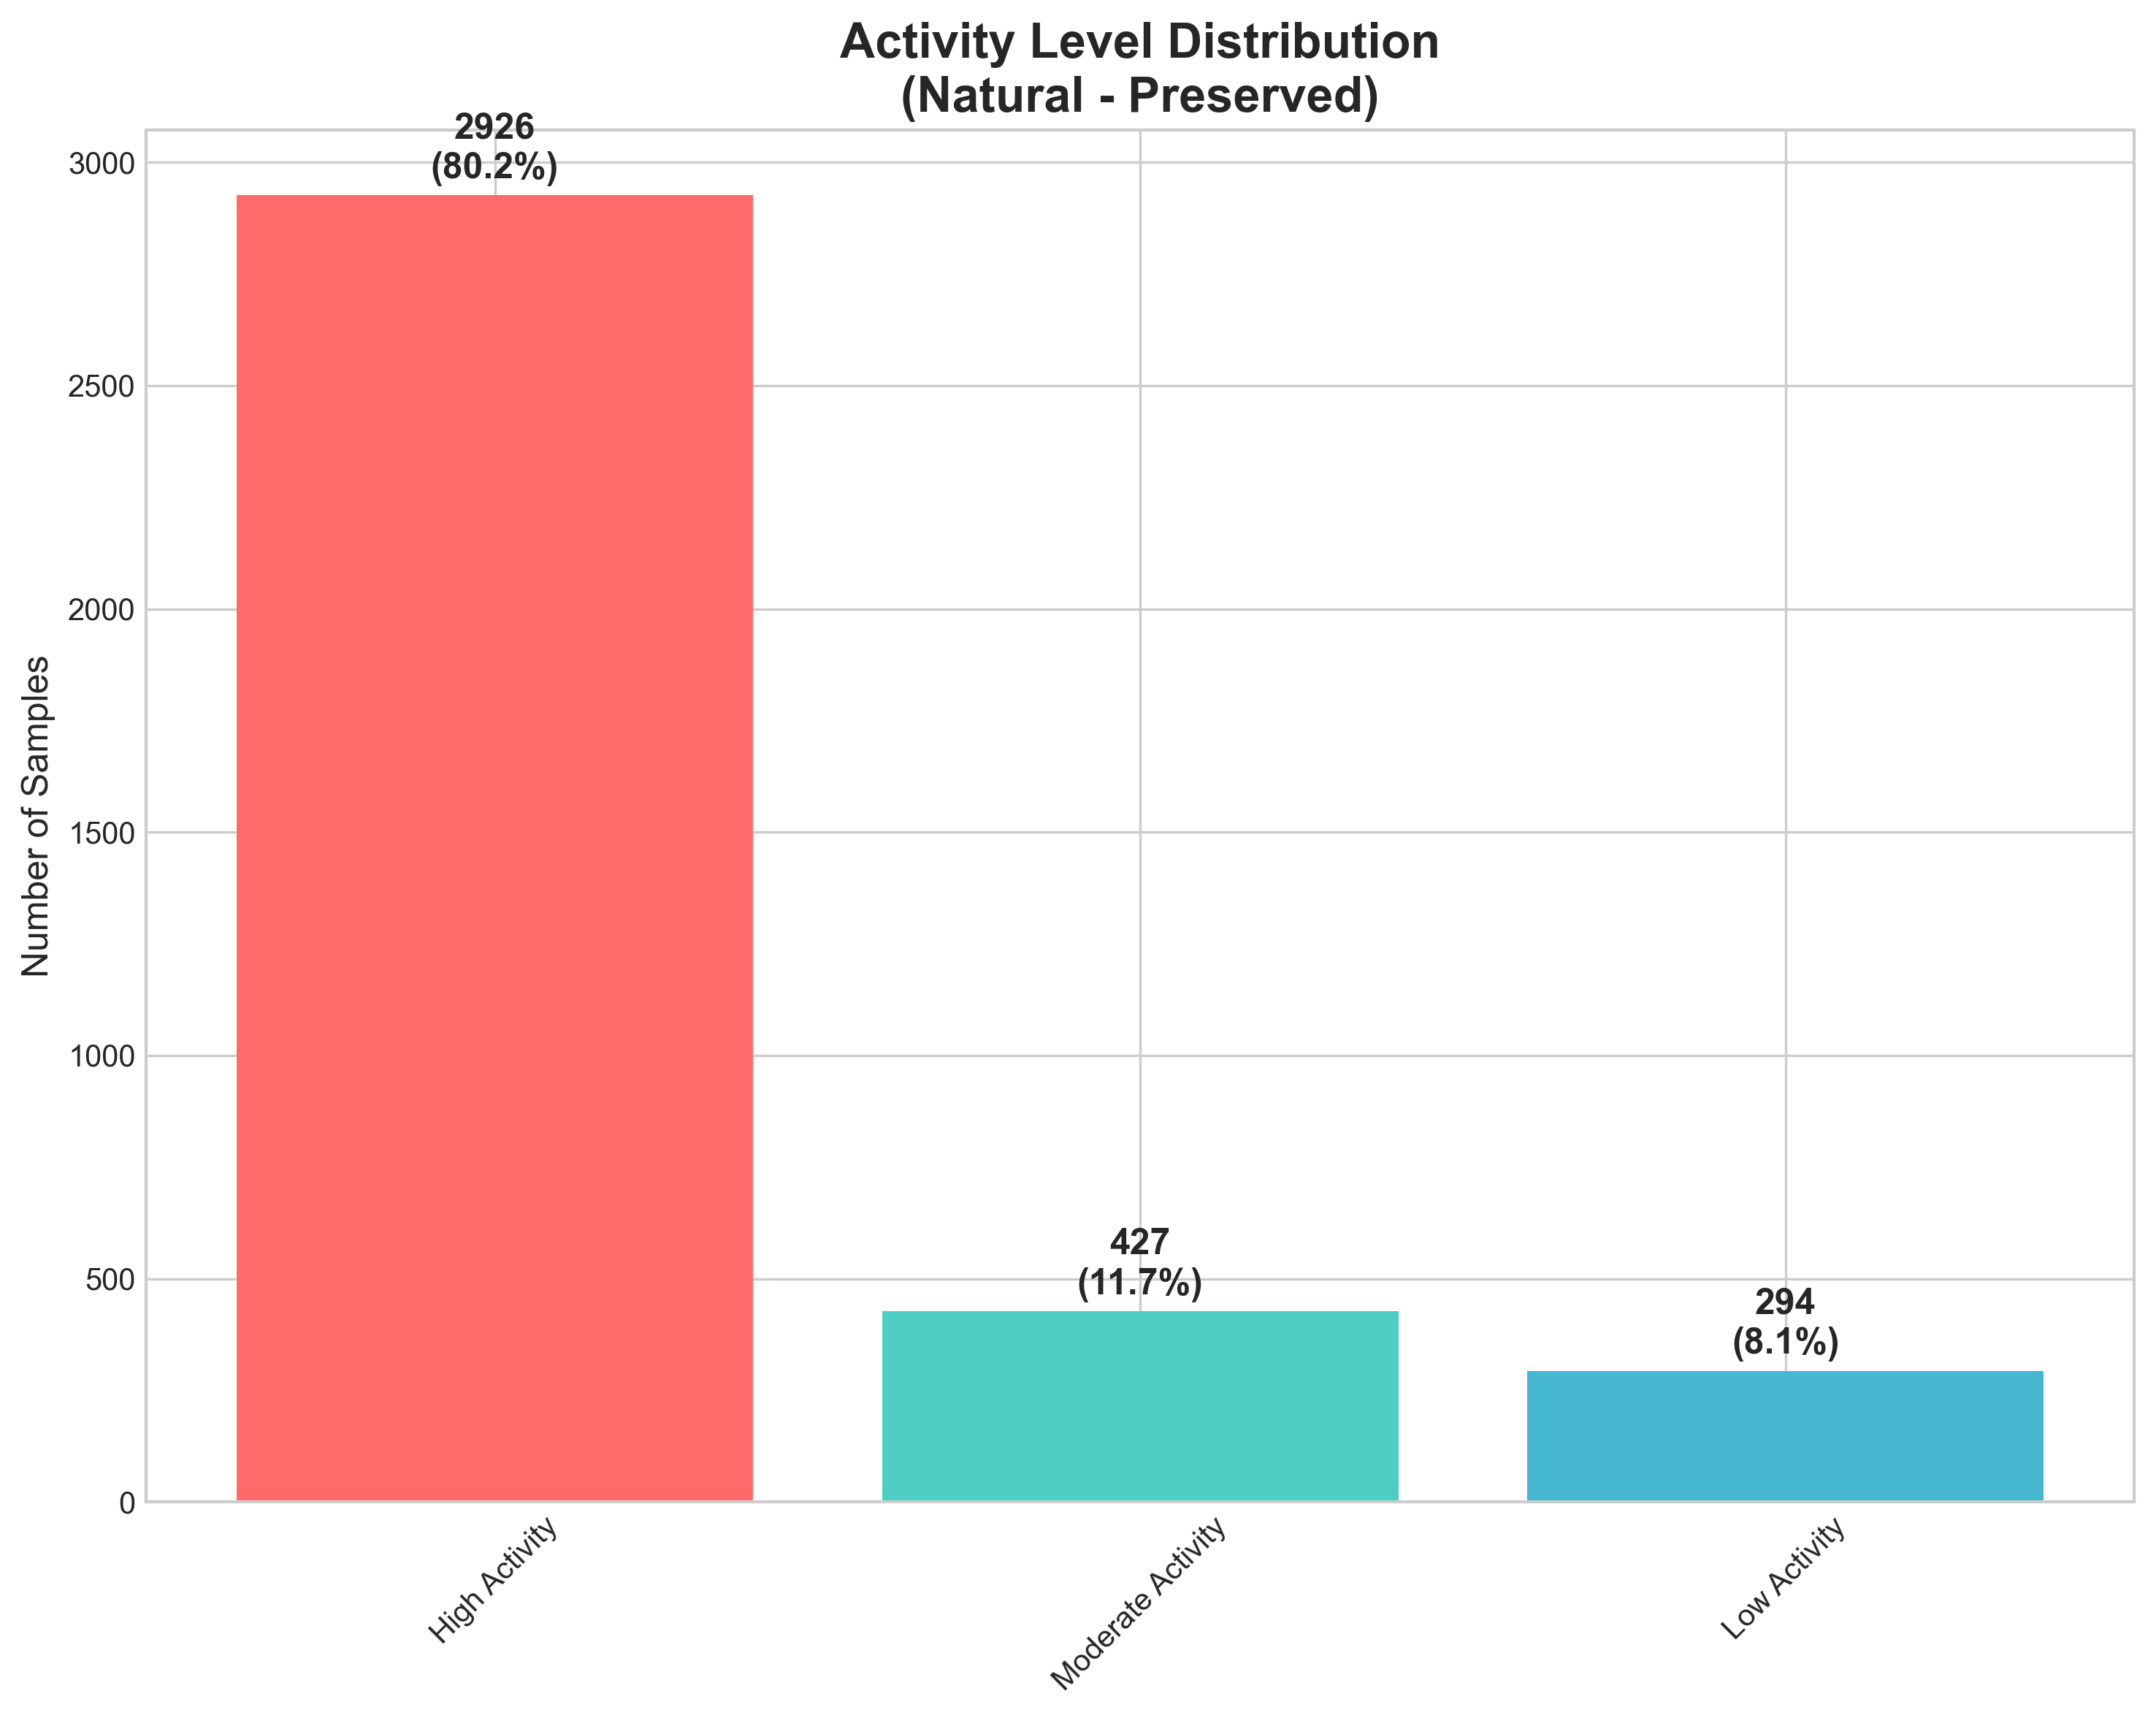 Activity Level Distribution
(Natural - Preserved)
2926
(80.2%)
3000
2500
2000
1500
1000
500
0
Number of Samples
427
(11.7%)
294
(8.1%)
High Activity
Moderate Activity
Low Activity